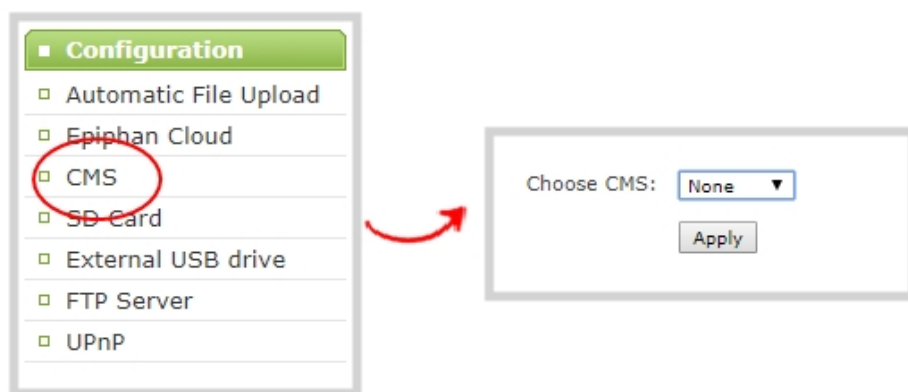 Configuration
Automatic File Upload
Epiphan Cloud
CMS
SD Card
External USB drive
FTP Server
UPnP
Choose CMS: None
Apply